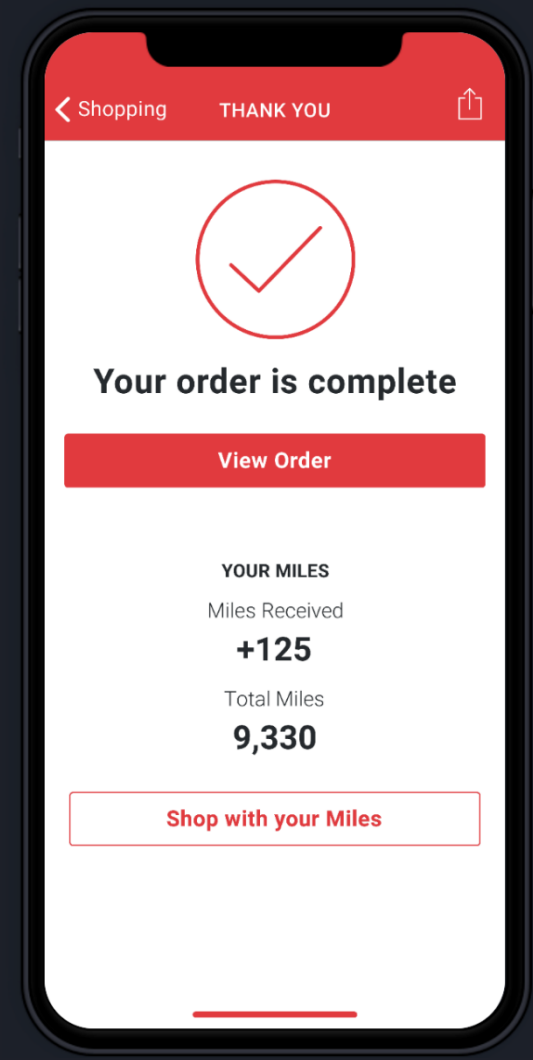 Shopping
THANK YOU
Your order is complete
View Order
YOUR MILES
Miles Received
+125
Total Miles
9,330
Shop with your Miles